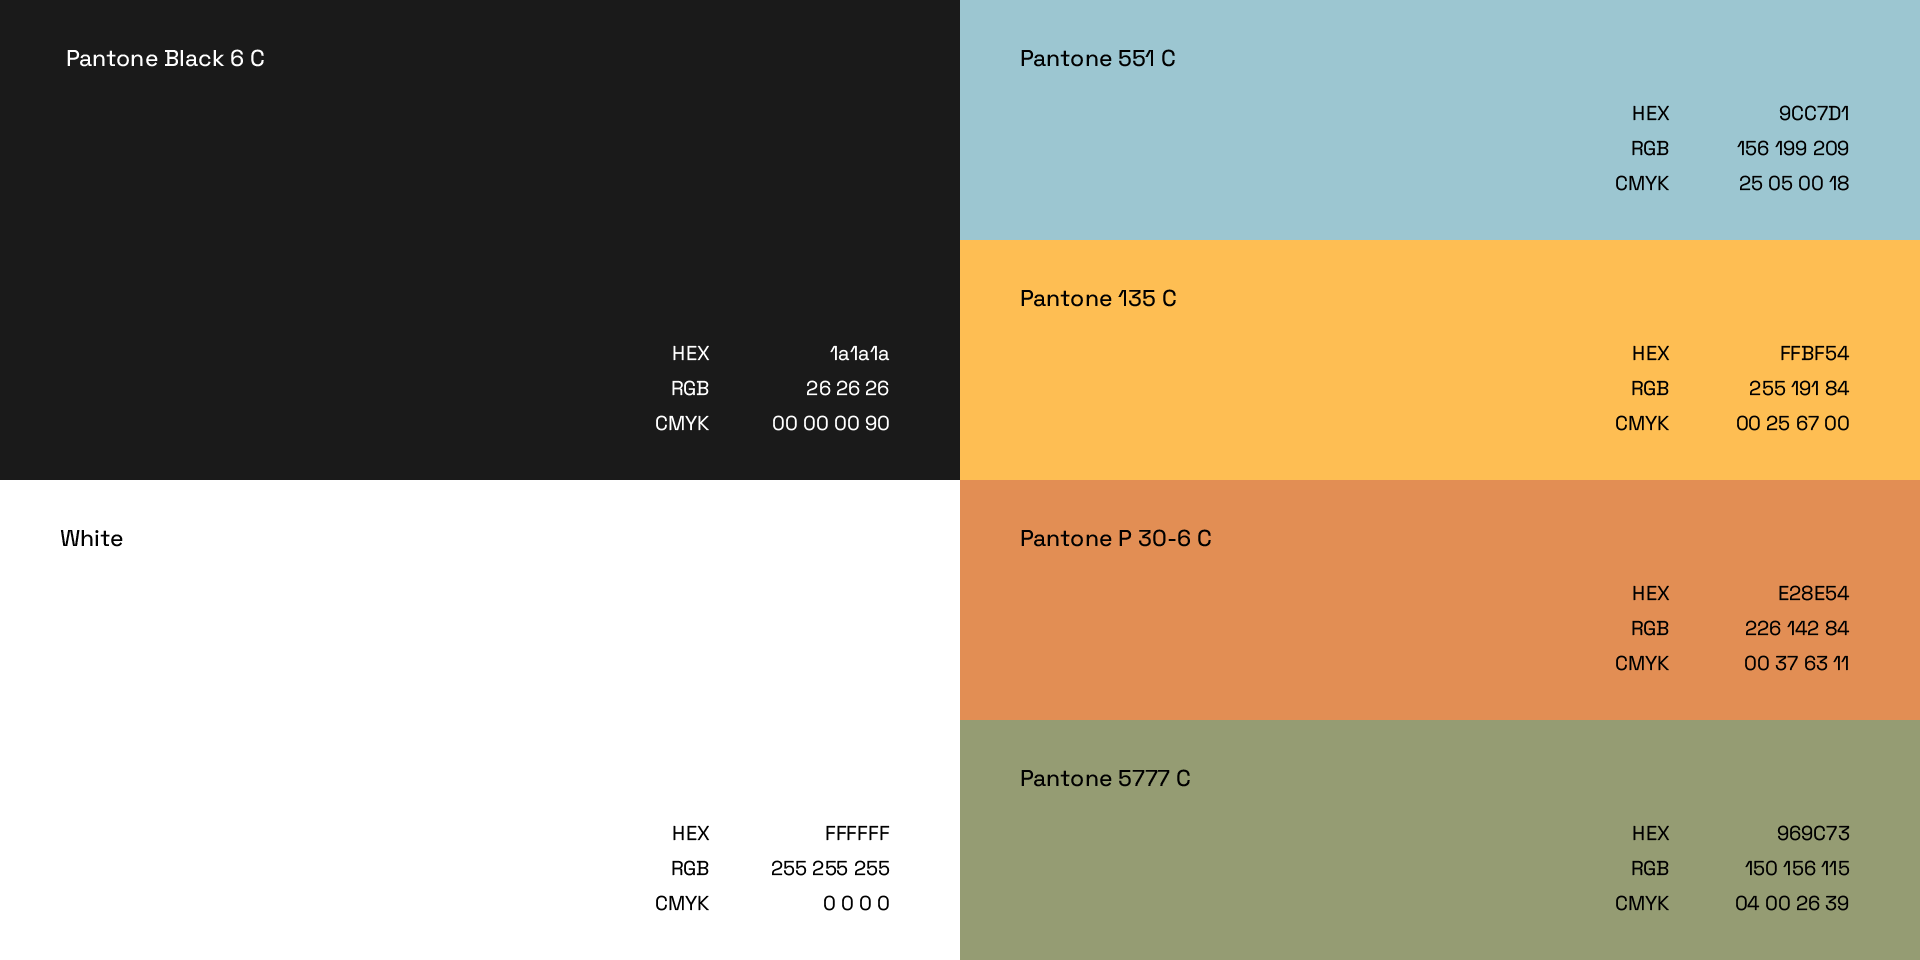 Pantone Black 6 C
HEX 1a1a1a
RGB 26 26 26
CMYK 00 00 00 90
White
HEX FFFFFF
RGB 255 255 255
CMYK 0 0 0 0
Pantone 551 C
HEX 9CC7D1
RGB 156 199 209
CMYK 25 05 00 18
Pantone 135 C
HEX FFBF54
RGB 255 191 84
CMYK 00 25 67 00
Pantone P 30-6 C
HEX E28E54
RGB 226 142 84
CMYK 00 37 63 11
Pantone 5777 C
HEX 969C73
RGB 150 156 115
CMYK 04 00 26 39